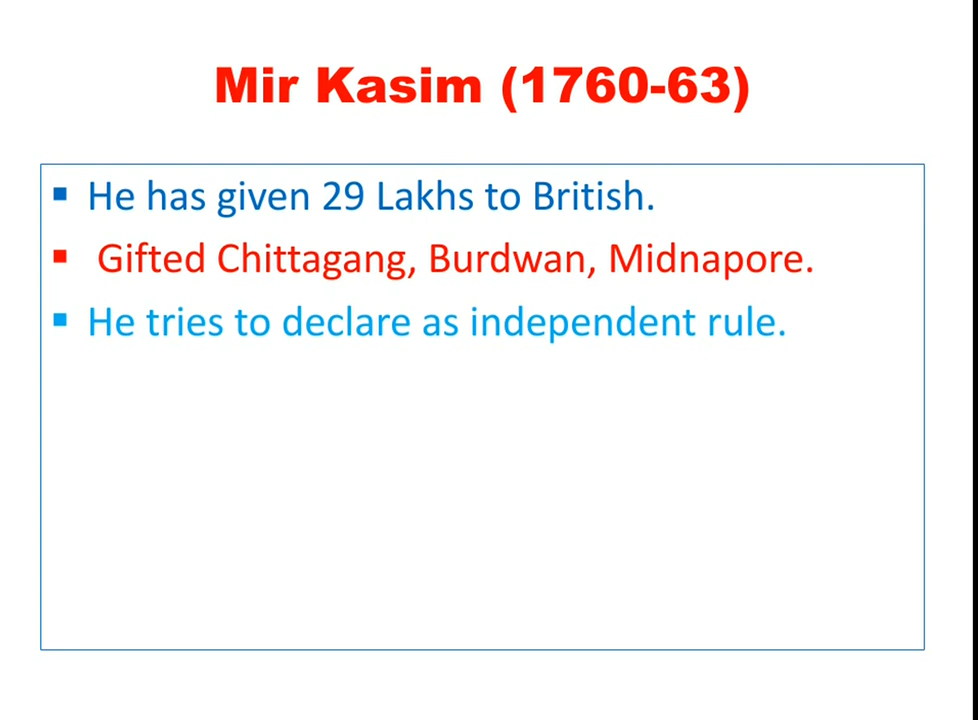 Mir Kasim (1760-63)
▪ He has given 29 Lakhs to British.
▪ Gifted Chittagang, Burdwan, Midnapore.
▪ He tries to declare as independent rule.